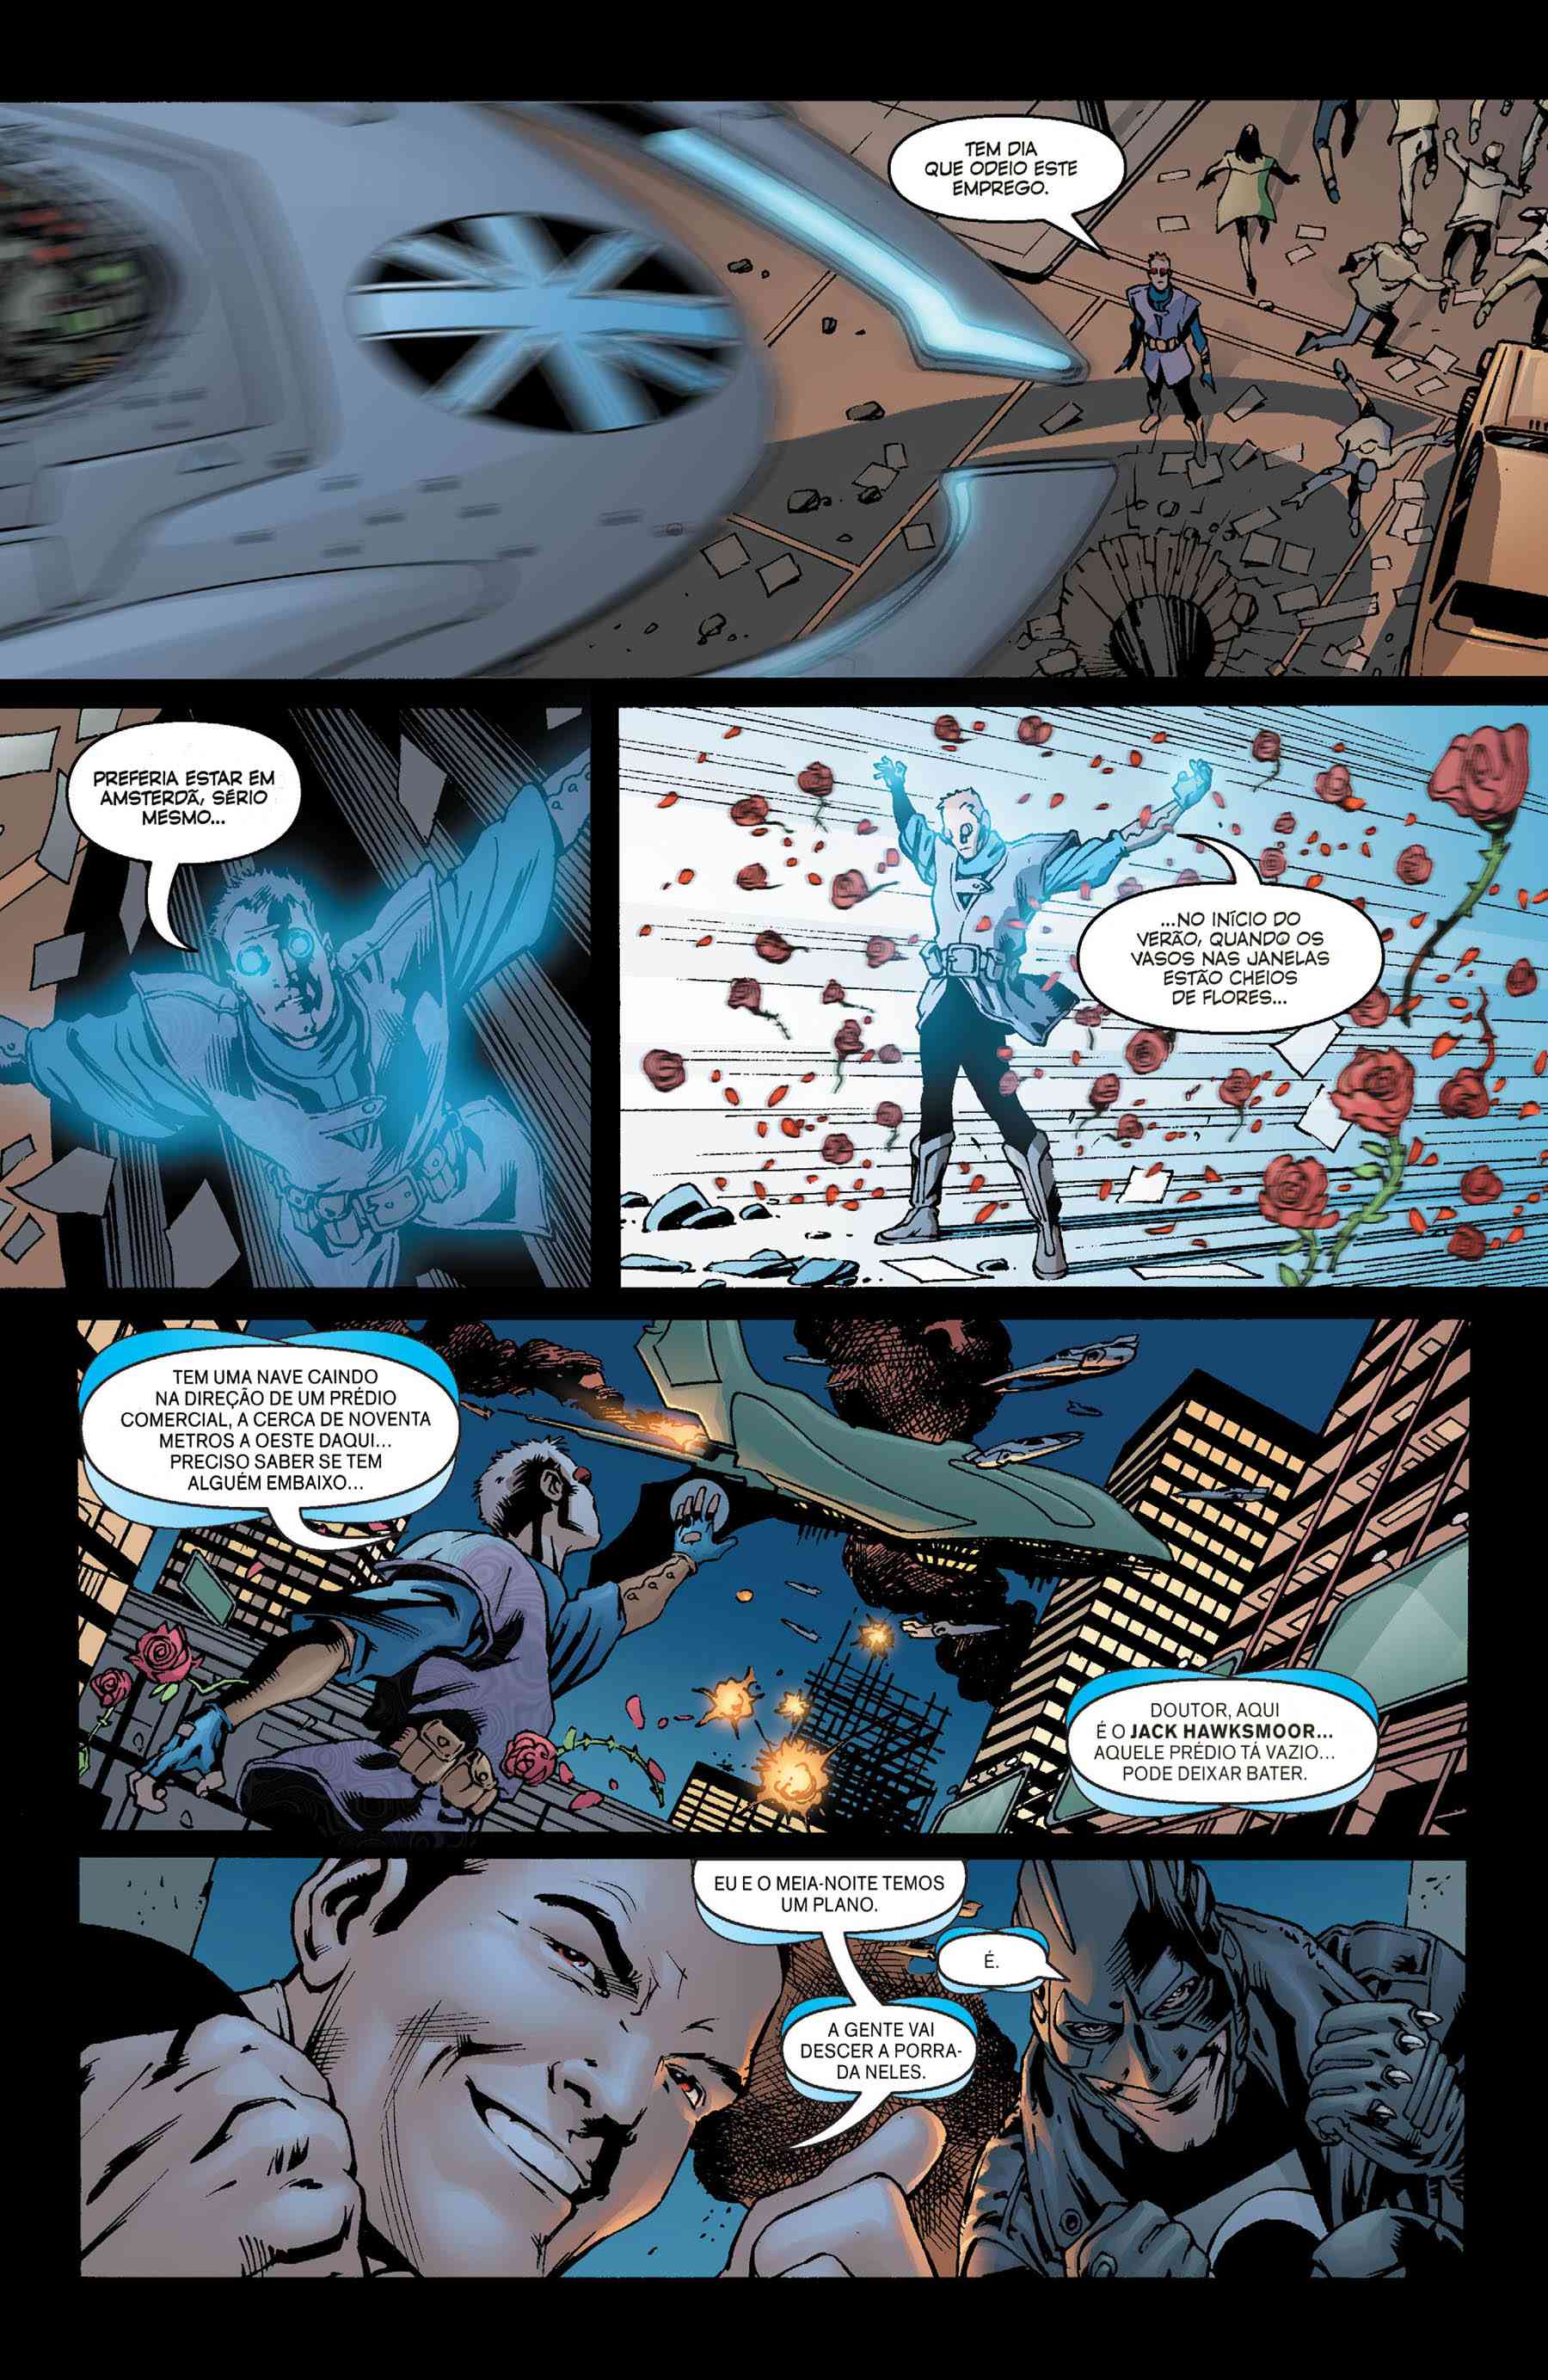 TEM DIA
QUE ODEIO ESTE
EMPREGO.
PREFERIA ESTAR EM
AMSTERDÃ, SÉRIO
MESMO...
...NO INÍCIO DO
VERÃO, QUANDO OS
VASOS NAS JANELAS
ESTÃO CHEIOS
DE FLORES...
TEM UMA NAVE CAINDO
NA DIREÇÃO DE UM PRÉDIO
COMERCIAL, A CERCA DE NOVENTA
METROS A OESTE DAQUI...
PRECISO SABER SE TEM
ALGUÉM EMBAIXO...
DOUTOR, AQUI
É O JACK HAWKSMOOR...
AQUELE PRÉDIO TÁ VAZIO...
PODE DEIXAR BATER.
EU E O MEIA-NOITE TEMOS
UM PLANO.
É.
A GENTE VAI
DESCER A PORRA-
DA NELES.